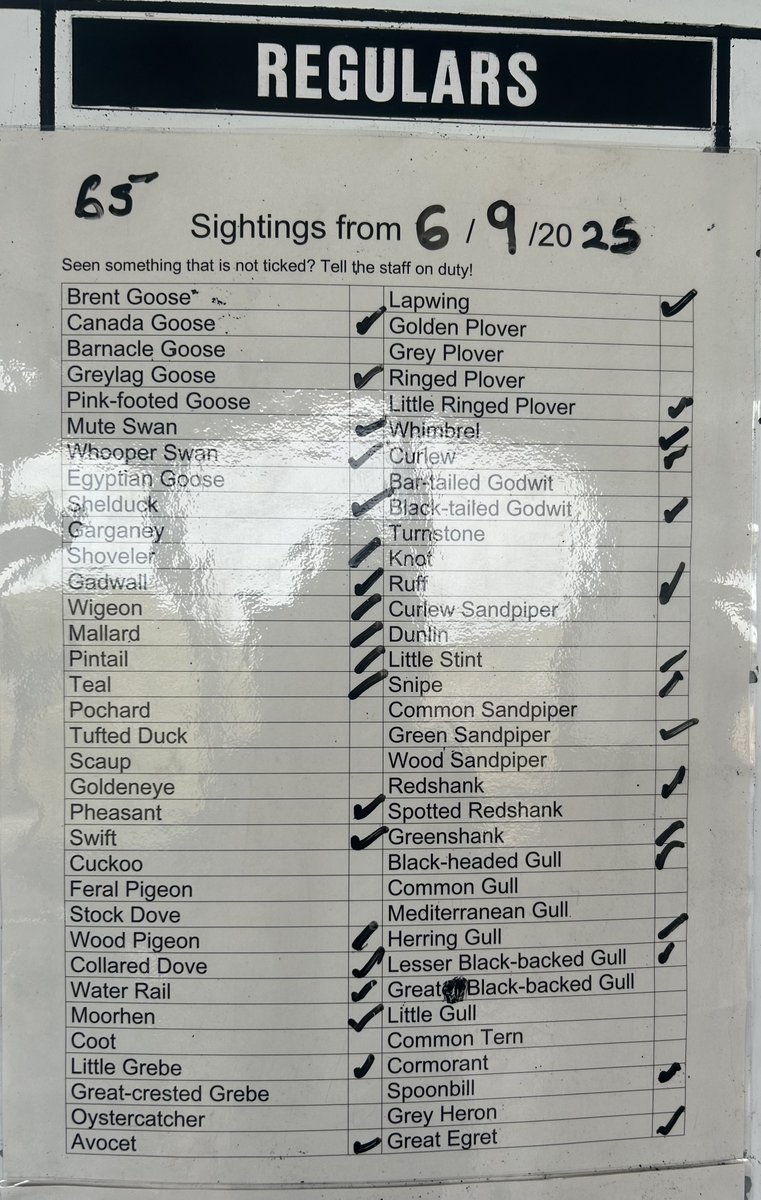 REGULARS
65
Sightings from 6 / 9 /20 25
Seen something that is not ticked? Tell the staff on duty!
Brent Goose
Canada Goose
Barnacle Goose
Greylag Goose
Pink-footed Goose
Mute Swan
Whooper Swan
Egyptian Goose
Shelduck
Garganey
Shoveler
Gadwall
Wigeon
Mallard
Pintail
Teal
Pochard
Tufted Duck
Scaup
Goldeneye
Pheasant
Swift
Cuckoo
Feral Pigeon
Stock Dove
Wood Pigeon
Collared Dove
Water Rail
Moorhen
Coot
Little Grebe
Great-crested Grebe
Oystercatcher
Avocet
Lapwing
Golden Plover
Grey Plover
Ringed Plover
Little Ringed Plover
Whimbrel
Curlew
Bar-tailed Godwit
Black-tailed Godwit
Turnstone
Knot
Ruff
Curlew Sandpiper
Dunlin
Little Stint
Snipe
Common Sandpiper
Green Sandpiper
Wood Sandpiper
Redshank
Spotted Redshank
Greenshank
Black-headed Gull
Common Gull
Mediterranean Gull
Herring Gull
Lesser Black-backed Gull
Great Black-backed Gull
Little Gull
Common Tern
Cormorant
Spoonbill
Grey Heron
Great Egret